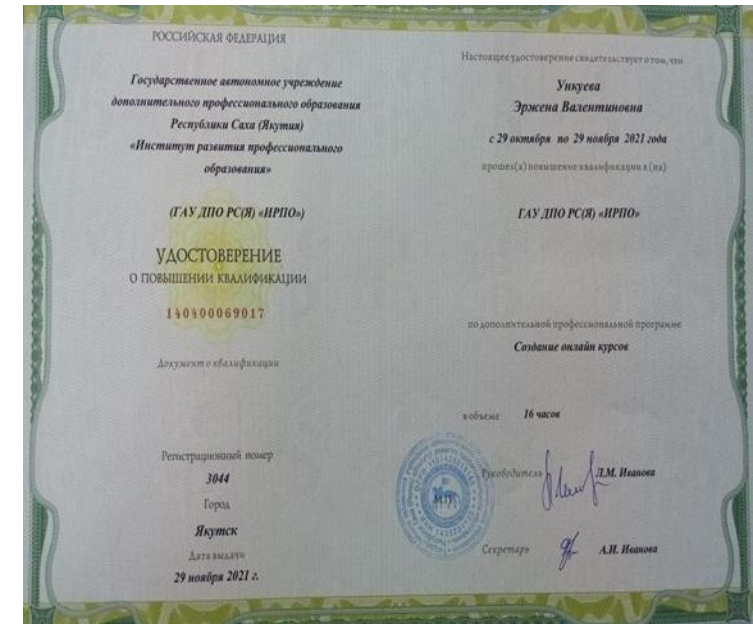 РОССИЙСКАЯ ФЕДЕРАЦИЯ
Государственное автономное учреждение
дополнительного профессионального образования
Республики Саха (Якутия)
«Институт развития профессионального
образования»
(ГАУ ДПО РС(Я) «ИРПО»)
УДОСТОВЕРЕНИЕ
О ПОВЫШЕНИИ КВАЛИФИКАЦИИ
140400069017
Документ о квалификации
Регистрационный номер
3044
Город
Якутск
Дата выдачи
29 ноября 2021 г.
Настоящее удостоверение свидетельствует о том, что
Ункуева
Эржена Валентиновна
с 29 октября по 29 ноября 2021 года
прошел(а) повышение квалификации в (на)
ГАУ ДПО РС(Я) «ИРПО»
по дополнительной профессиональной программе
Создание онлайн курсов
в объеме 16 часов
Руководитель Л.М. Иванова
М.П.
Секретарь А.И. Иванова